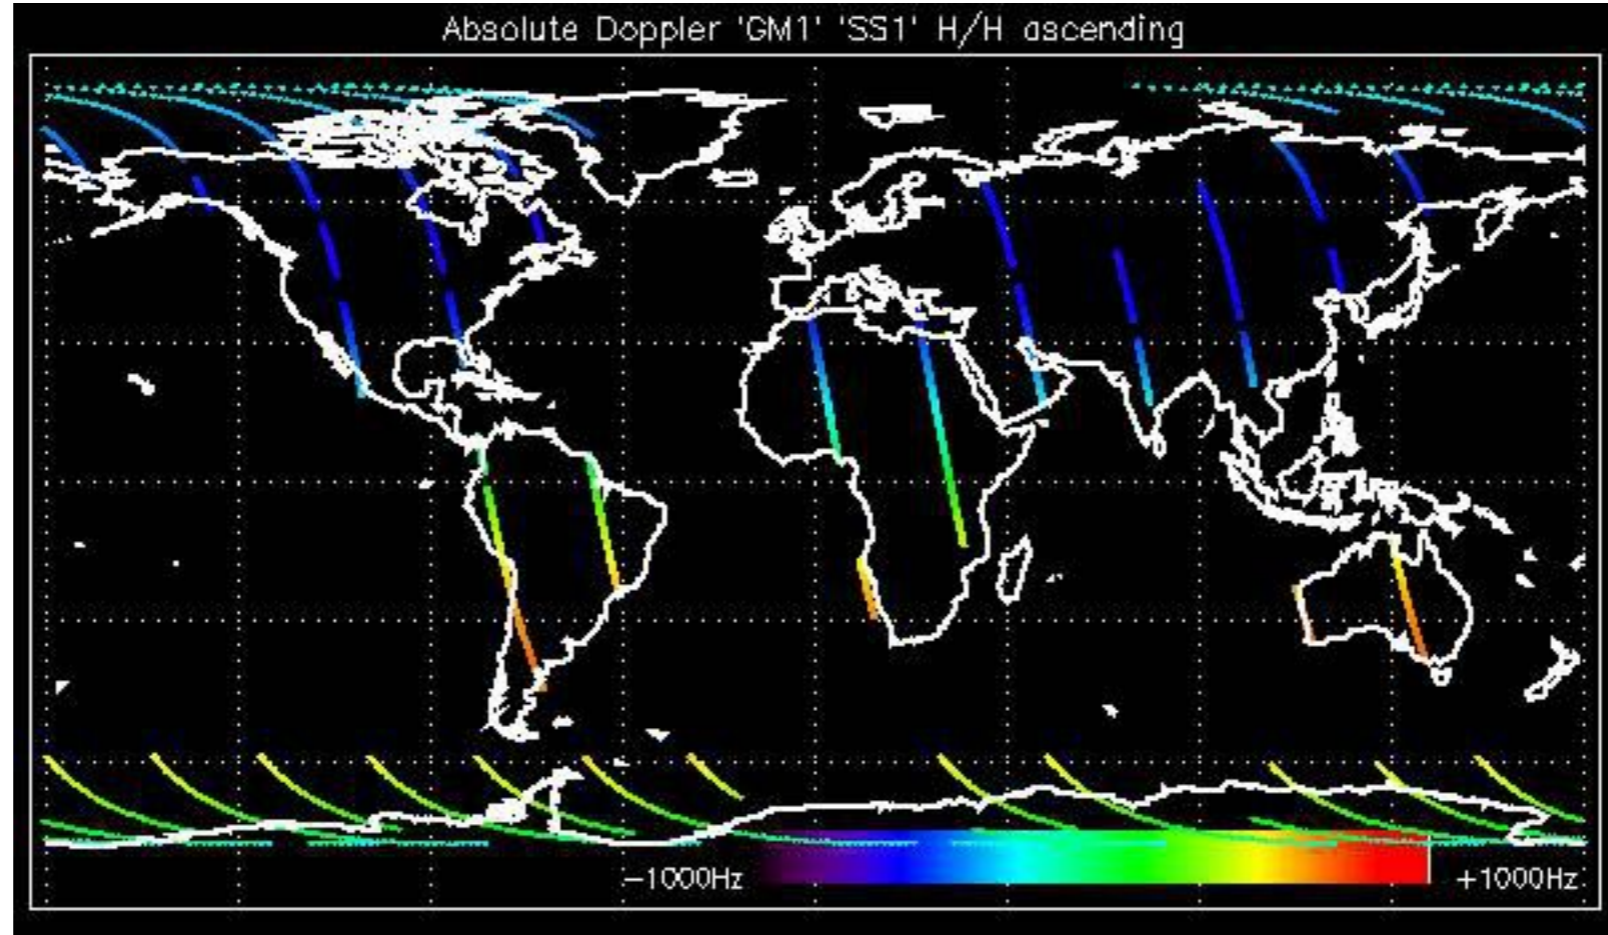 Absolute Doppler 'GM1' 'SS1' H/H ascending
−1000Hz +1000Hz